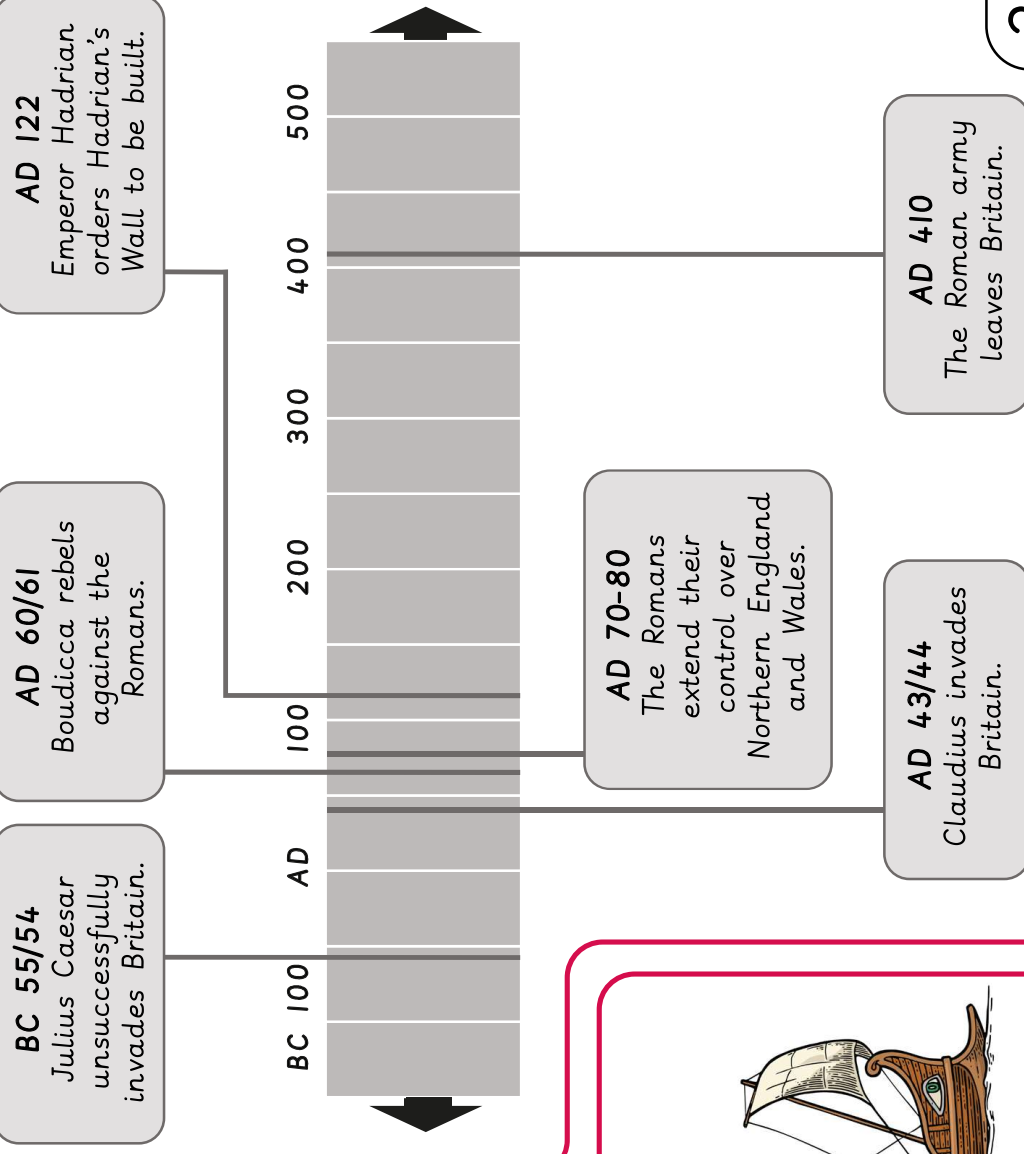 BC 55/54
Julius Caesar
unsuccessfully
invades Britain.
AD 60/61
Boudicca rebels
against the
Romans.
AD 122
Emperor Hadrian
orders Hadrian's
Wall to be built.
BC 100 AD 100 200 300 400 500
AD 70-80
The Romans
extend their
control over
Northern England
and Wales.
AD 43/44
Claudius invades
Britain.
AD 410
The Roman army
leaves Britain.